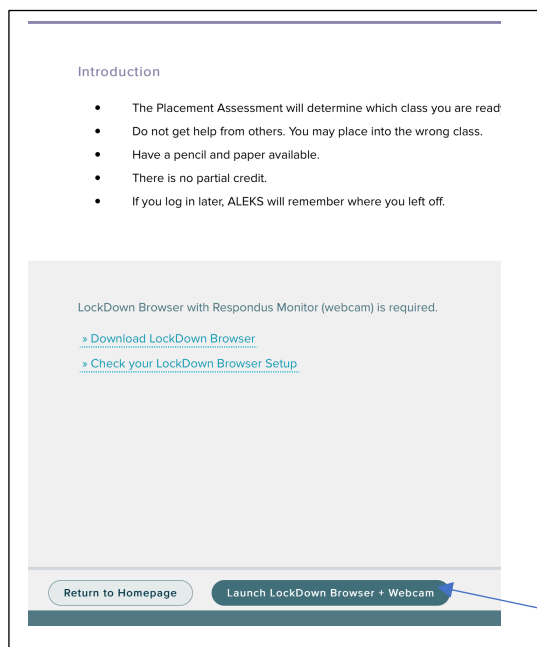 Introduction
• The Placement Assessment will determine which class you are read
• Do not get help from others. You may place into the wrong class.
• Have a pencil and paper available.
• There is no partial credit.
• If you log in later, ALEKS will remember where you left off.
LockDown Browser with Respondus Monitor (webcam) is required.
» Download LockDown Browser
» Check your LockDown Browser Setup
Return to Homepage Launch LockDown Browser + Webcam